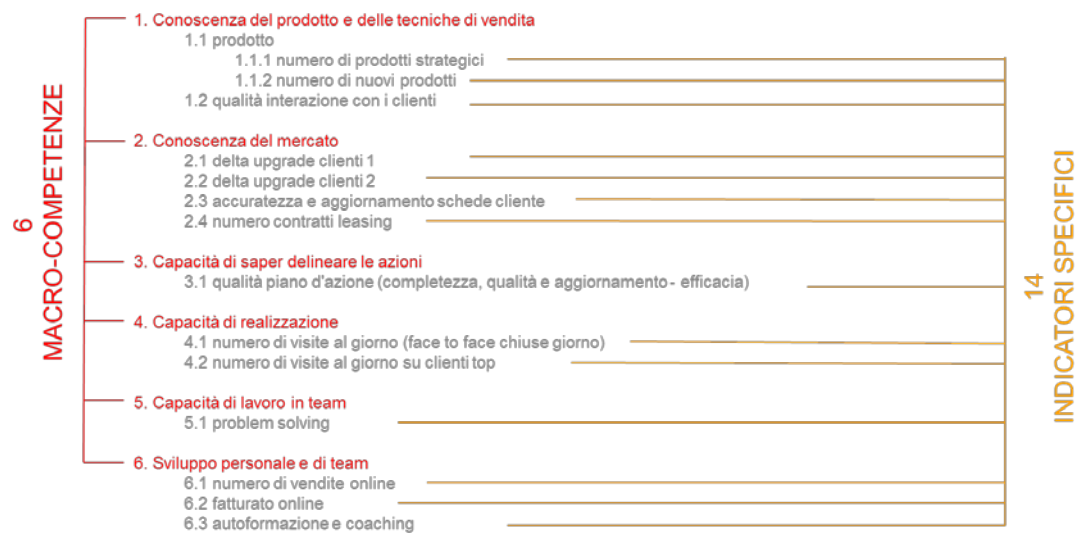 6
MACRO-COMPETENZE
1. Conoscenza del prodotto e delle tecniche di vendita
1.1 prodotto
1.1.1 numero di prodotti strategici
1.1.2 numero di nuovi prodotti
1.2 qualità interazione con i clienti
2. Conoscenza del mercato
2.1 delta upgrade clienti 1
2.2 delta upgrade clienti 2
2.3 accuratezza e aggiornamento schede cliente
2.4 numero contratti leasing
3. Capacità di saper delineare le azioni
3.1 qualità piano d'azione (completezza, qualità e aggiornamento - efficacia)
4. Capacità di realizzazione
4.1 numero di visite al giorno (face to face chiuse giorno)
4.2 numero di visite al giorno su clienti top
5. Capacità di lavoro in team
5.1 problem solving
6. Sviluppo personale e di team
6.1 numero di vendite online
6.2 fatturato online
6.3 autoformazione e coaching
14
INDICATORI SPECIFICI